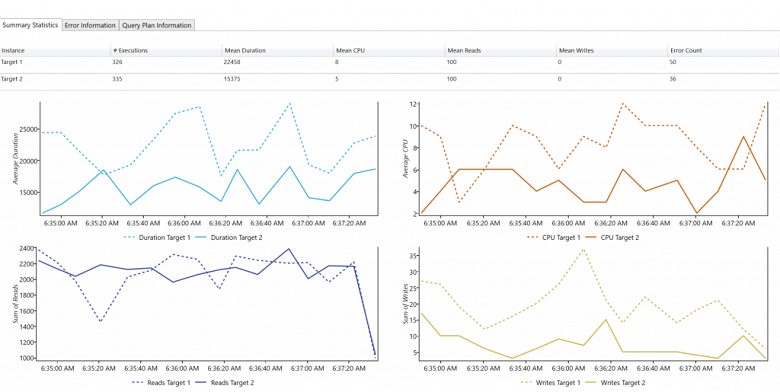 Summary Statistics Error Information Query Plan Information
Instance # Executions Mean Duration Mean CPU Mean Reads Mean Writes Error Count
Target 1 326 22458 8 100 0 50
Target 2 335 15375 5 100 0 36
Average Duration
25000
20000
15000
6:35:00 AM 6:35:20 AM 6:35:40 AM 6:36:00 AM 6:36:20 AM 6:36:40 AM 6:37:00 AM 6:37:20 AM
Duration Target 1 Duration Target 2
Average CPU
12
10
8
6
4
2
6:35:00 AM 6:35:20 AM 6:35:40 AM 6:36:00 AM 6:36:20 AM 6:36:40 AM 6:37:00 AM 6:37:20 AM
CPU Target 1 CPU Target 2
Sum of Reads
2400
2200
2000
1800
1600
1400
1200
1000
6:35:00 AM 6:35:20 AM 6:35:40 AM 6:36:00 AM 6:36:20 AM 6:36:40 AM 6:37:00 AM 6:37:20 AM
Reads Target 1 Reads Target 2
Sum of Writes
35
30
25
20
15
10
5
6:35:00 AM 6:35:20 AM 6:35:40 AM 6:36:00 AM 6:36:20 AM 6:36:40 AM 6:37:00 AM 6:37:20 AM
Writes Target 1 Writes Target 2